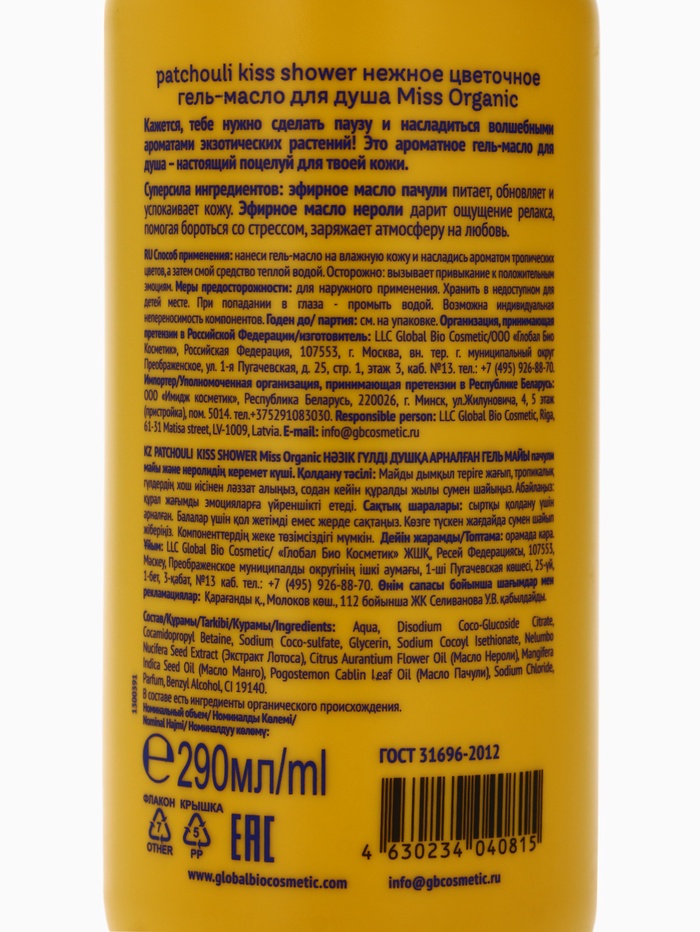 patchouli kiss shower нежное цветочное
гель-масло для душа Miss Organic
Кажется, тебе нужно сделать паузу и насладиться волшебными
ароматами экзотических растений! Это ароматное гель-масло для
душа – настоящий поцелуй для твоей кожи.
Суперсила ингредиентов: эфирное масло пачули питает, обновляет и
успокаивает кожу. Эфирное масло нероли дарит ощущение релакса,
помогая бороться со стрессом, заряжает атмосферу на любовь.
RU Способ применения: нанеси гель-масло на влажную кожу и насладись ароматом тропических
цветов, а затем смой средство теплой водой. Осторожно: вызывает привыкание к положительным
эмоциям. Меры предосторожности: для наружного применения. Хранить в недоступном для
детей месте. При попадании в глаза - промыть водой. Возможна индивидуальная
непереносимость компонентов. Годен до/ партия: см. на упаковке. Организация, принимающая
претензии в Российской Федерации/изготовитель: LLC Global Bio Cosmetic/ООО «Глобал Био
Косметик», Российская Федерация, 107553, г. Москва, вн. тер. г. муниципальный округ
Преображенское, ул. 1-я Пугачевская, д. 25, стр. 1, этаж 3, каб. №13. тел.: +7 (495) 926-88-70.
Импортер/Уполномоченная организация, принимающая претензии в Республике Беларусь:
ООО «Имидж косметик», Республика Беларусь, 220026, г. Минск, ул.Жилуновича, 4, 5 этаж
(пристройка), пом. 5014. тел.+375291083030. Responsible person: LLC Global Bio Cosmetic, Riga,
61-31 Matisa street, LV-1009, Latvia. E-mail: info@gbcosmetic.ru
KZ PATCHOULI KISS SHOWER Miss Organic НӘЗІК ГҮЛДІ ДУШҚА АРНАЛҒАН ГЕЛЬ МАЙЫ пачули
майы және неролидің керемет күші. Қолдану тәсілі: Майды дымқыл теріге жағып, тропикалық
гүлдердің хош иісінен ләззат алыңыз, содан кейін құралды жылы сумен шайыңыз. Абайлаңыз:
құрал жағымды эмоцияларға үйреншікті етеді. Сақтық шаралары: сыртқы қолдану үшін
арналған. Балалар үшін қол жетімді емес жерде сақтаңыз. Көзге түскен жағдайда сумен шайып
жіберіңіз. Компоненттердің жеке төзімсіздігі мүмкін. Дейін жарамды/Топтама: орамада қара.
Ұйым: LLC Global Bio Cosmetic/ «Глобал Био Косметик» ЖШҚ, Ресей Федерациясы, 107553,
Маскеу, Преображенское муниципалды округінің ішкі аумағы, 1-ші Пугачевская көшесі, 25-үй,
1-бет, 3-қабат, №13 каб. тел.: +7 (495) 926-88-70. Өнім сапасы бойынша шағымдар мен
рекламациялар: Қарағанды қ., Молоков көш., 112 бойынша ЖК Селиванова У.В. қабылдайды.
Состав/Құрамы/Tarkibi/Курамы/Ingredients: Aqua, Disodium Coco-Glucoside Citrate,
Cocamidopropyl Betaine, Sodium Coco-sulfate, Glycerin, Sodium Cocoyl Isethionate, Nelumbo
Nucifera Seed Extract (Экстракт Лотоса), Citrus Aurantium Flower Oil (Масло Нероли), Mangifera
Indica Seed Oil (Масло Манго), Pogostemon Cablin Leaf Oil (Масло Пачули), Sodium Chloride,
Parfum, Benzyl Alcohol, CI 19140.
В составе есть ингредиенты органического происхождения.
Номинальный объем/ Номиналды Көлемі/
Nominal Hajmi/ Номиналдуу көлөму:
1300391
℮290мл/ml
ГОСТ 31696-2012
ФЛАКОН КРЫШКА
7 5
OTHER PP
EAC
4 630234 040815
www.globalbiocosmetic.com info@gbcosmetic.ru